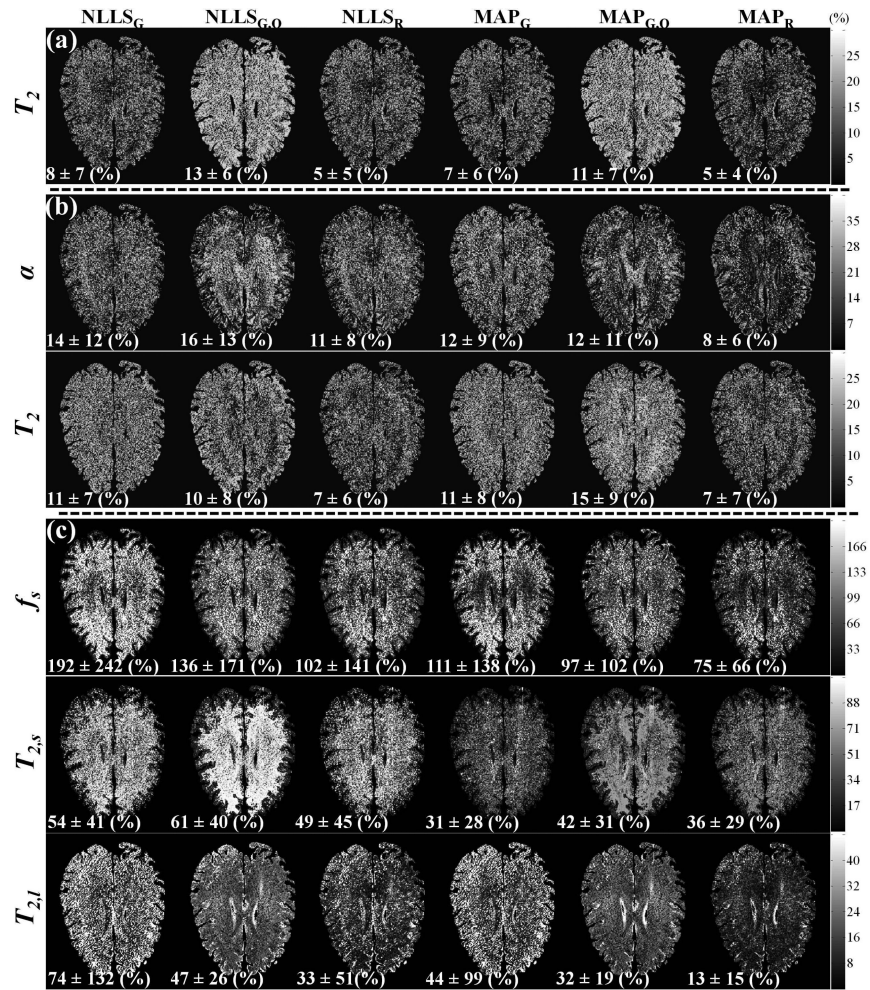 NLLS_G NLLS_G,O NLLS_R MAP_G MAP_G,O MAP_R (%)
(a)
T_2
25
20
15
10
5
8 ± 7 (%) 13 ± 6 (%) 5 ± 5 (%) 7 ± 6 (%) 11 ± 7 (%) 5 ± 4 (%)
(b)
α
35
28
21
14
7
14 ± 12 (%) 16 ± 13 (%) 11 ± 8 (%) 12 ± 9 (%) 12 ± 11 (%) 8 ± 6 (%)
T_2
25
20
15
10
5
11 ± 7 (%) 10 ± 8 (%) 7 ± 6 (%) 11 ± 8 (%) 15 ± 9 (%) 7 ± 7 (%)
(c)
f_s
166
133
99
66
33
192 ± 242 (%) 136 ± 171 (%) 102 ± 141 (%) 111 ± 138 (%) 97 ± 102 (%) 75 ± 66 (%)
T_2,s
88
71
51
34
17
54 ± 41 (%) 61 ± 40 (%) 49 ± 45 (%) 31 ± 28 (%) 42 ± 31 (%) 36 ± 29 (%)
T_2,l
40
32
24
16
8
74 ± 132 (%) 47 ± 26 (%) 33 ± 51 (%) 44 ± 99 (%) 32 ± 19 (%) 13 ± 15 (%)